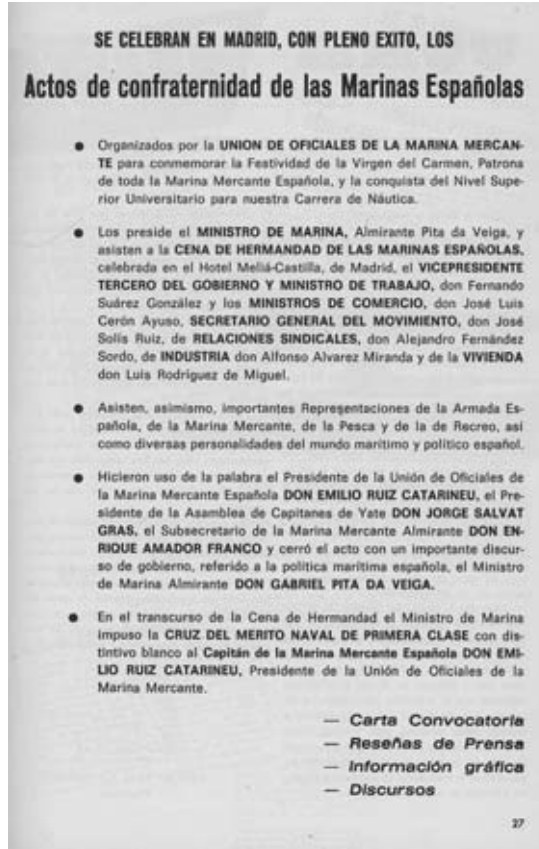 SE CELEBRAN EN MADRID, CON PLENO EXITO, LOS
Actos de confraternidad de las Marinas Españolas
● Organizados por la UNION DE OFICIALES DE LA MARINA MERCAN-
TE para conmemorar la Festividad de la Virgen del Carmen, Patrona
de toda la Marina Mercante Española, y la conquista del Nivel Supe-
rior Universitario para nuestra Carrera de Náutica.
● Los preside el MINISTRO DE MARINA, Almirante Pita da Veiga, y
asisten a la CENA DE HERMANDAD DE LAS MARINAS ESPAÑOLAS,
celebrada en el Hotel Meliá-Castilla, de Madrid, el VICEPRESIDENTE
TERCERO DEL GOBIERNO Y MINISTRO DE TRABAJO, don Fernando
Suárez González y los MINISTROS DE COMERCIO, don José Luis
Cerón Ayuso, SECRETARIO GENERAL DEL MOVIMIENTO, don José
Solís Ruiz, de RELACIONES SINDICALES, don Alejandro Fernández
Sordo, de INDUSTRIA don Alfonso Alvarez Miranda y de la VIVIENDA
don Luis Rodríguez de Miguel.
● Asisten, asimismo, importantes Representaciones de la Armada Es-
pañola, de la Marina Mercante, de la Pesca y de la de Recreo, así
como diversas personalidades del mundo marítimo y político español.
● Hicieron uso de la palabra el Presidente de la Unión de Oficiales de
la Marina Mercante Española DON EMILIO RUIZ CATARINEU, el Pre-
sidente de la Asamblea de Capitanes de Yate DON JORGE SALVAT
GRAS, el Subsecretario de la Marina Mercante Almirante DON EN-
RIQUE AMADOR FRANCO y cerró el acto con un importante discur-
so de gobierno, referido a la política marítima española, el Ministro
de Marina Almirante DON GABRIEL PITA DA VEIGA.
● En el transcurso de la Cena de Hermandad el Ministro de Marina
impuso la CRUZ DEL MERITO NAVAL DE PRIMERA CLASE con dis-
tintivo blanco al Capitán de la Marina Mercante Española DON EMI-
LIO RUIZ CATARINEU, Presidente de la Unión de Oficiales de la
Marina Mercante.
— Carta Convocatoria
— Reseñas de Prensa
— Información gráfica
— Discursos
27